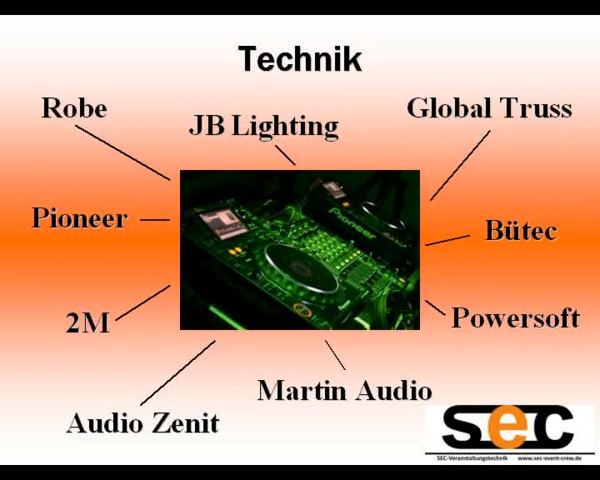 Technik
Robe
JB Lighting
Global Truss
Pioneer
Pioneer
Bütec
2M
Powersoft
Martin Audio
Audio Zenit
sec
SEC-Veranstaltungstechnik www.sec-event-crew.de